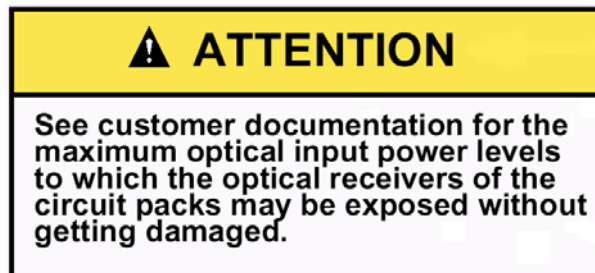 ATTENTION
See customer documentation for the
maximum optical input power levels
to which the optical receivers of the
circuit packs may be exposed without
getting damaged.